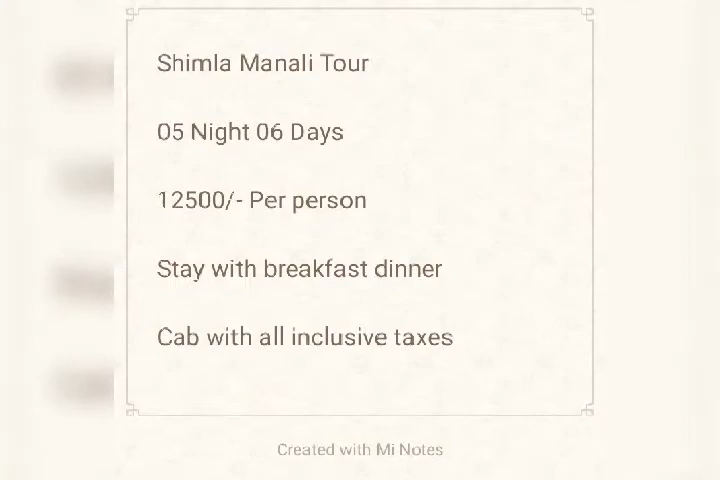 Shimla Manali Tour
05 Night 06 Days
12500/- Per person
Stay with breakfast dinner
Cab with all inclusive taxes
Created with Mi Notes